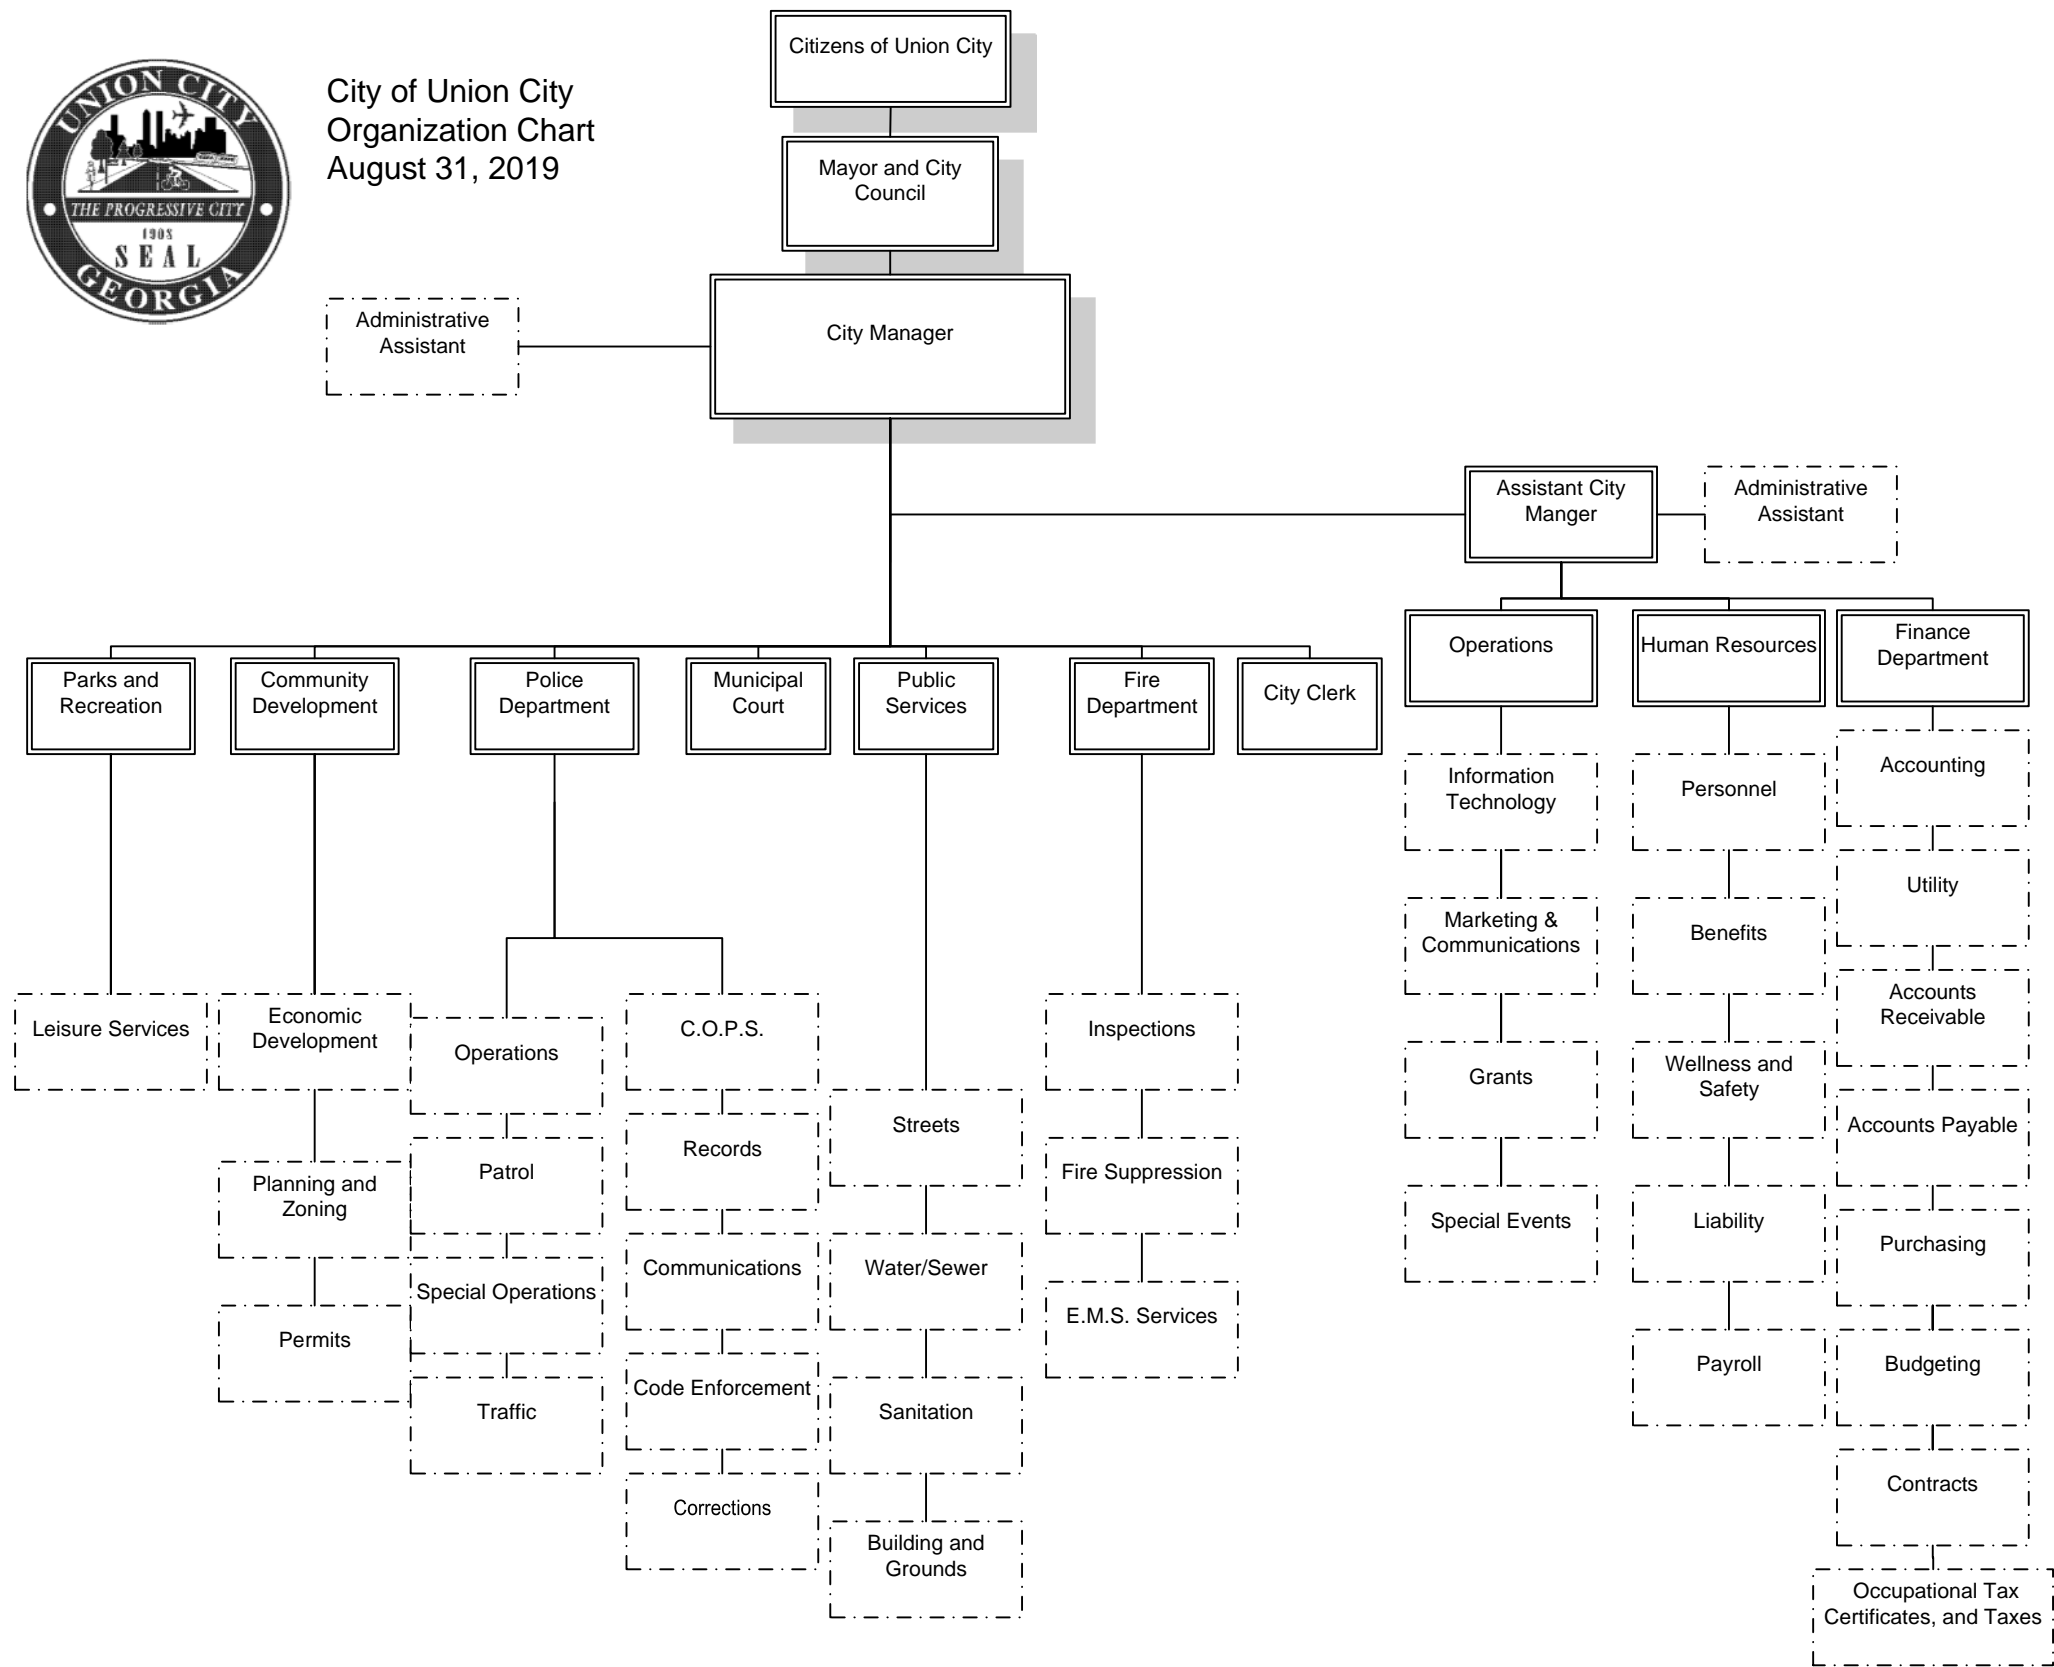 Citizens of Union City
UNION CITY
THE PROGRESSIVE CITY
1908
SEAL
GEORGIA
City of Union City
Organization Chart
August 31, 2019
Mayor and City
Council
Administrative
Assistant
City Manager
Assistant City
Manger
Administrative
Assistant
Parks and
Recreation
Community
Development
Police
Department
Municipal
Court
Public
Services
Fire
Department
City Clerk
Operations
Human Resources
Finance
Department
Leisure Services
Economic
Development
Planning and
Zoning
Permits
Operations
Patrol
Special Operations
Traffic
C.O.P.S.
Records
Communications
Code Enforcement
Corrections
Streets
Water/Sewer
Sanitation
Building and
Grounds
Inspections
Fire Suppression
E.M.S. Services
Information
Technology
Marketing &
Communications
Grants
Special Events
Personnel
Benefits
Wellness and
Safety
Liability
Payroll
Accounting
Utility
Accounts
Receivable
Accounts Payable
Purchasing
Budgeting
Contracts
Occupational Tax
Certificates, and Taxes